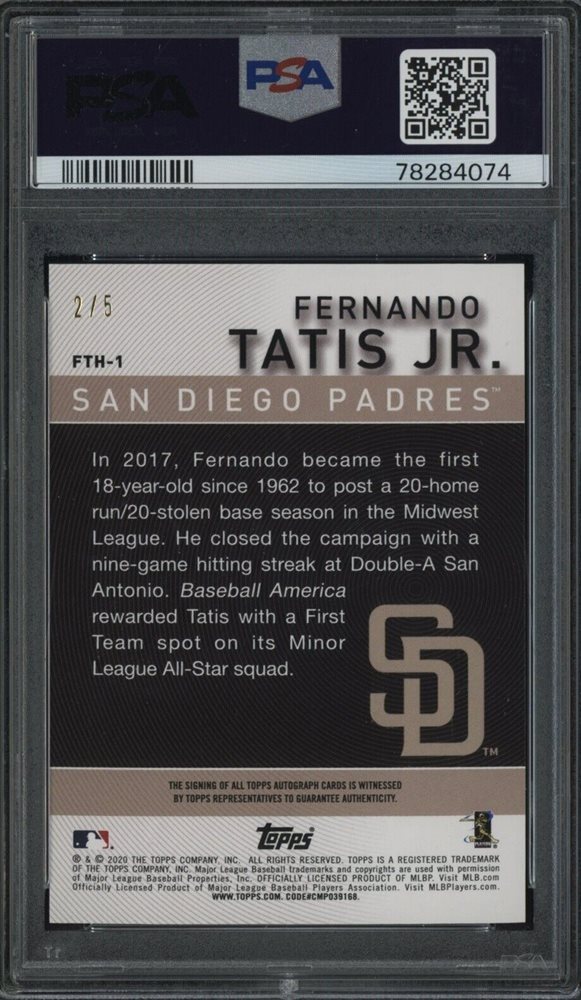 PSA
PSA
78284074
2/5
FERNANDO
FTH-1
TATIS JR.
SAN DIEGO PADRES™
In 2017, Fernando became the first
18-year-old since 1962 to post a 20-home
run/20-stolen base season in the Midwest
League. He closed the campaign with a
nine-game hitting streak at Double-A San
Antonio. Baseball America
rewarded Tatis with a First
Team spot on its Minor
League All-Star squad.
SD
TM
THE SIGNING OF ALL TOPPS AUTOGRAPH CARDS IS WITNESSED
BY TOPPS REPRESENTATIVES TO GUARANTEE AUTHENTICITY.
topps
® & © 2020 THE TOPPS COMPANY, INC. ALL RIGHTS RESERVED. TOPPS IS A REGISTERED TRADEMARK
OF THE TOPPS COMPANY, INC. Major League Baseball trademarks and copyrights are used with permission
of Major League Baseball Properties, Inc. OFFICIALLY LICENSED PRODUCT OF MLBP. Visit MLB.com
Officially Licensed Product of Major League Baseball Players Association. Visit MLBPlayers.com.
WWW.TOPPS.COM. CODE#CMP039168.
PSA